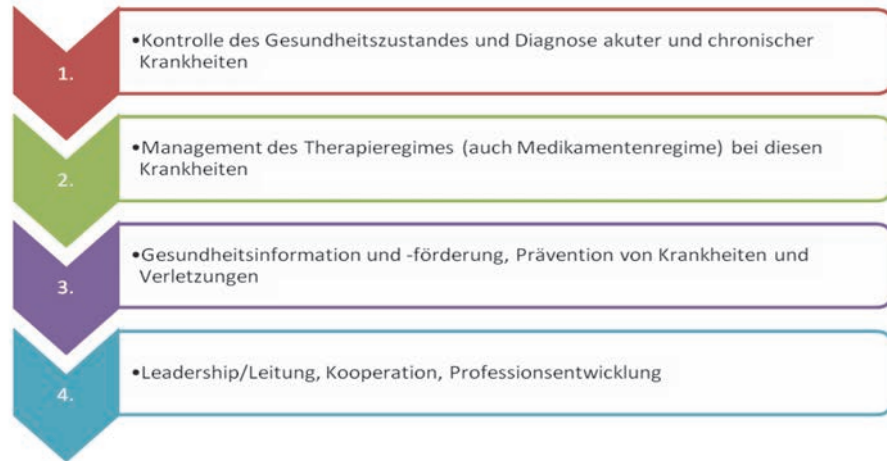 1.
•Kontrolle des Gesundheitszustandes und Diagnose akuter und chronischer
Krankheiten
2.
•Management des Therapieregimes (auch Medikamentenregime) bei diesen
Krankheiten
3.
•Gesundheitsinformation und -förderung, Prävention von Krankheiten und
Verletzungen
4.
•Leadership/Leitung, Kooperation, Professionsentwicklung